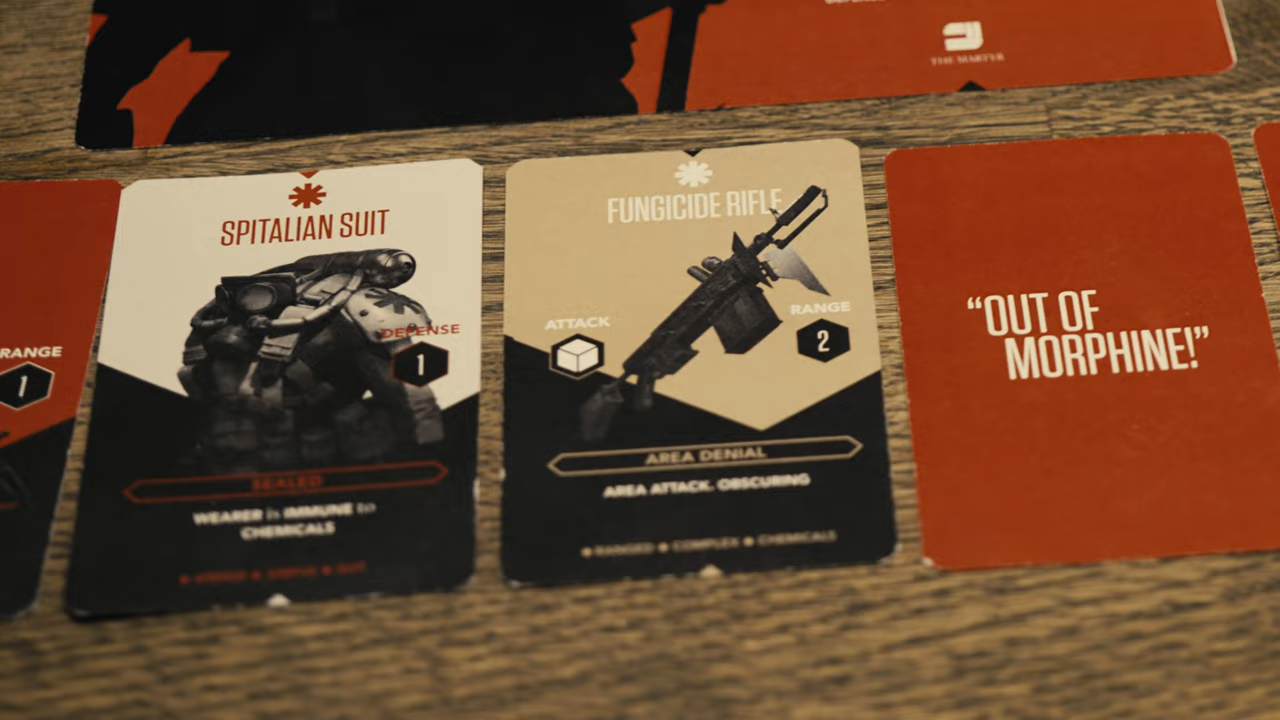 THE MARTYR
RANGE
1
SPITALIAN SUIT
DEFENSE
1
SEALED
WEARER is IMMUNE to
CHEMICALS
FUNGICIDE RIFLE
ATTACK
RANGE
2
AREA DENIAL
AREA ATTACK. OBSCURING
RANGED COMPLEX CHEMICALS
“OUT OF
MORPHINE!”